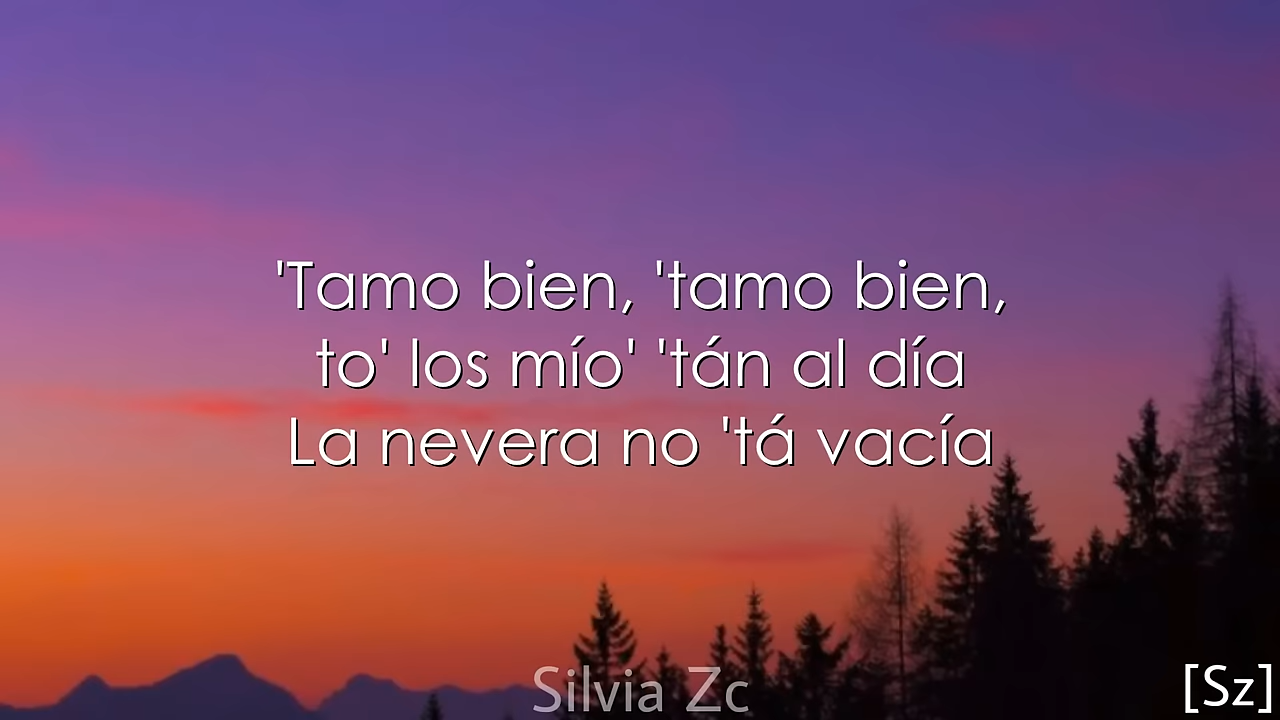 'Tamo bien, 'tamo bien,
to' los mío' 'tán al día
La nevera no 'tá vacía
Silvia Zc
[Sz]